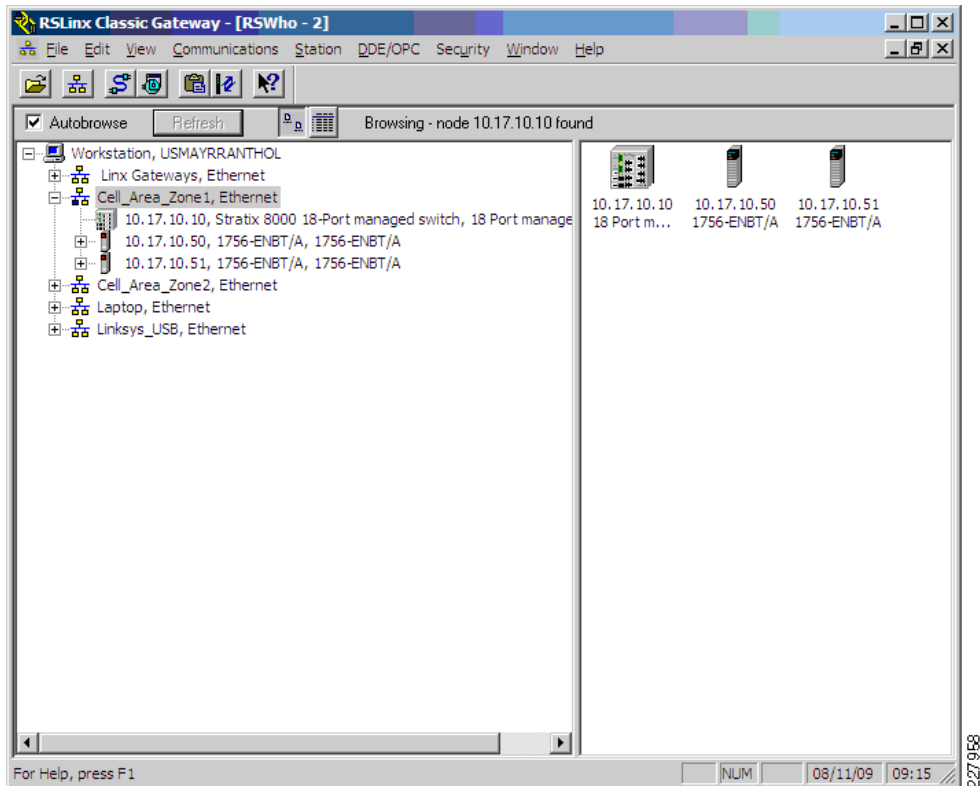 RSLinx Classic Gateway - [RSWho - 2]
File Edit View Communications Station DDE/OPC Security Window Help
Autobrowse Refresh Browsing - node 10.17.10.10 found
Workstation, USMAYRRANTHOL
Linx Gateways, Ethernet
Cell_Area_Zone1, Ethernet
10.17.10.10, Stratix 8000 18-Port managed switch, 18 Port manage
10.17.10.50, 1756-ENBT/A, 1756-ENBT/A
10.17.10.51, 1756-ENBT/A, 1756-ENBT/A
Cell_Area_Zone2, Ethernet
Laptop, Ethernet
Linksys_USB, Ethernet
10.17.10.10 10.17.10.50 10.17.10.51
18 Port m... 1756-ENBT/A 1756-ENBT/A
For Help, press F1 NUM 08/11/09 09:15
227958